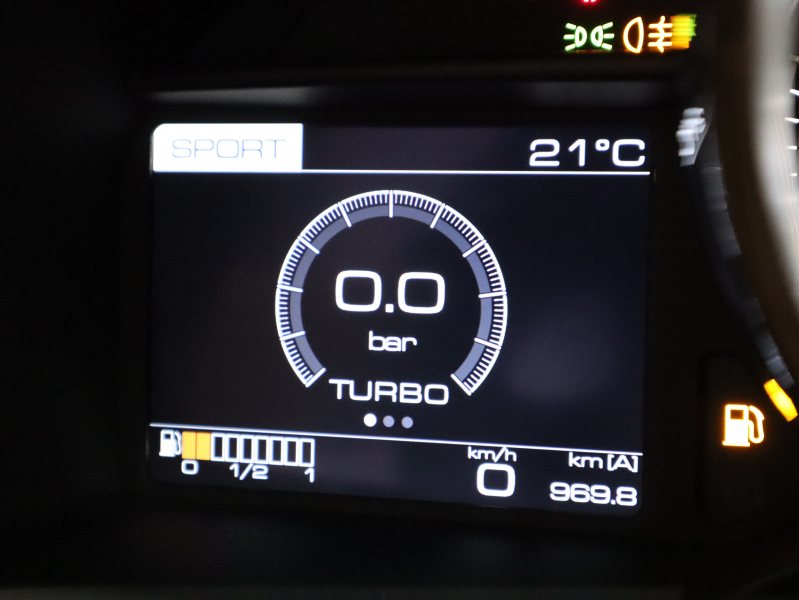 SPORT 21°C
0.0
bar
TURBO
km/h km [A]
0 1/2 1 0 969.8